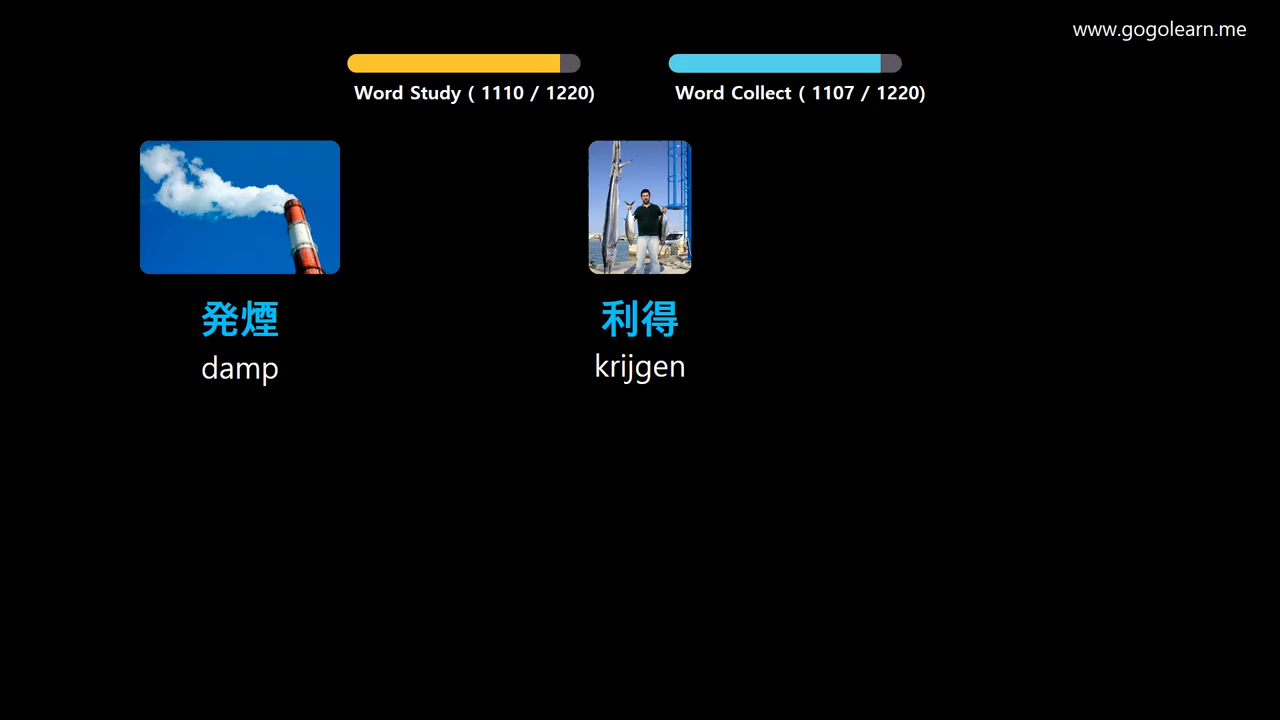 www.gogolearn.me
Word Study ( 1110 / 1220)
Word Collect ( 1107 / 1220)
発煙
damp
利得
krijgen